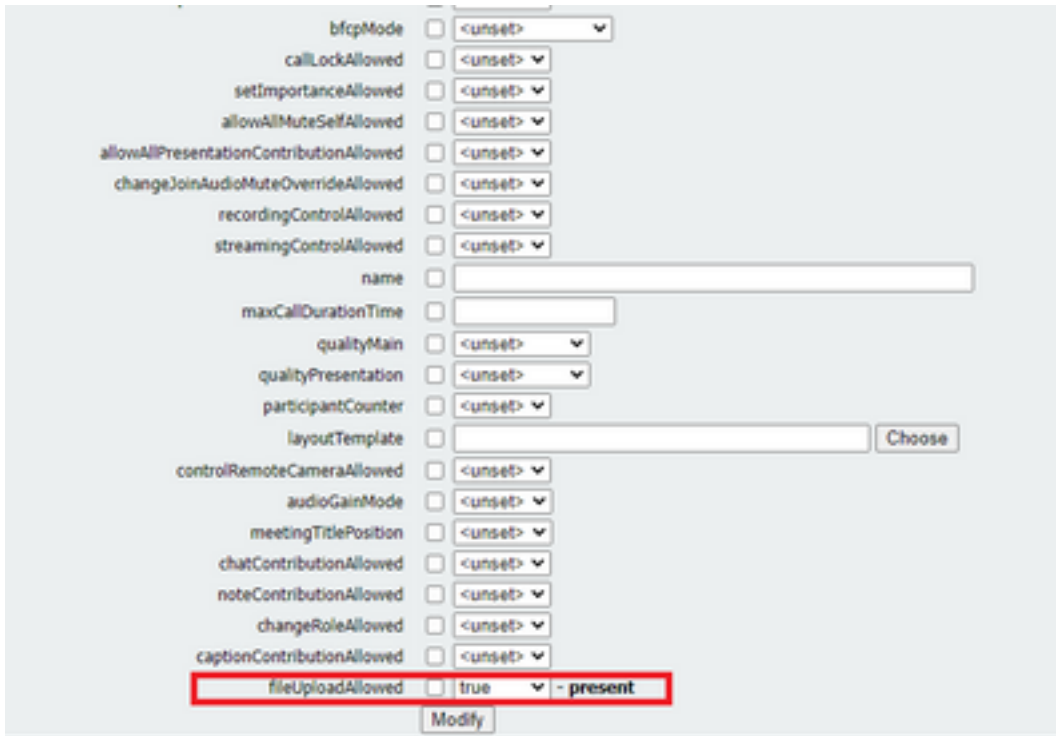 bfcpMode <unset>
callLockAllowed <unset>
setImportanceAllowed <unset>
allowAllMuteSelfAllowed <unset>
allowAllPresentationContributionAllowed <unset>
changeJoinAudioMuteOverrideAllowed <unset>
recordingControlAllowed <unset>
streamingControlAllowed <unset>
name
maxCallDurationTime
qualityMain <unset>
qualityPresentation <unset>
participantCounter <unset>
layoutTemplate Choose
controlRemoteCameraAllowed <unset>
audioGainMode <unset>
meetingTitlePosition <unset>
chatContributionAllowed <unset>
noteContributionAllowed <unset>
changeRoleAllowed <unset>
captionContributionAllowed <unset>
fileUploadAllowed true - present
Modify